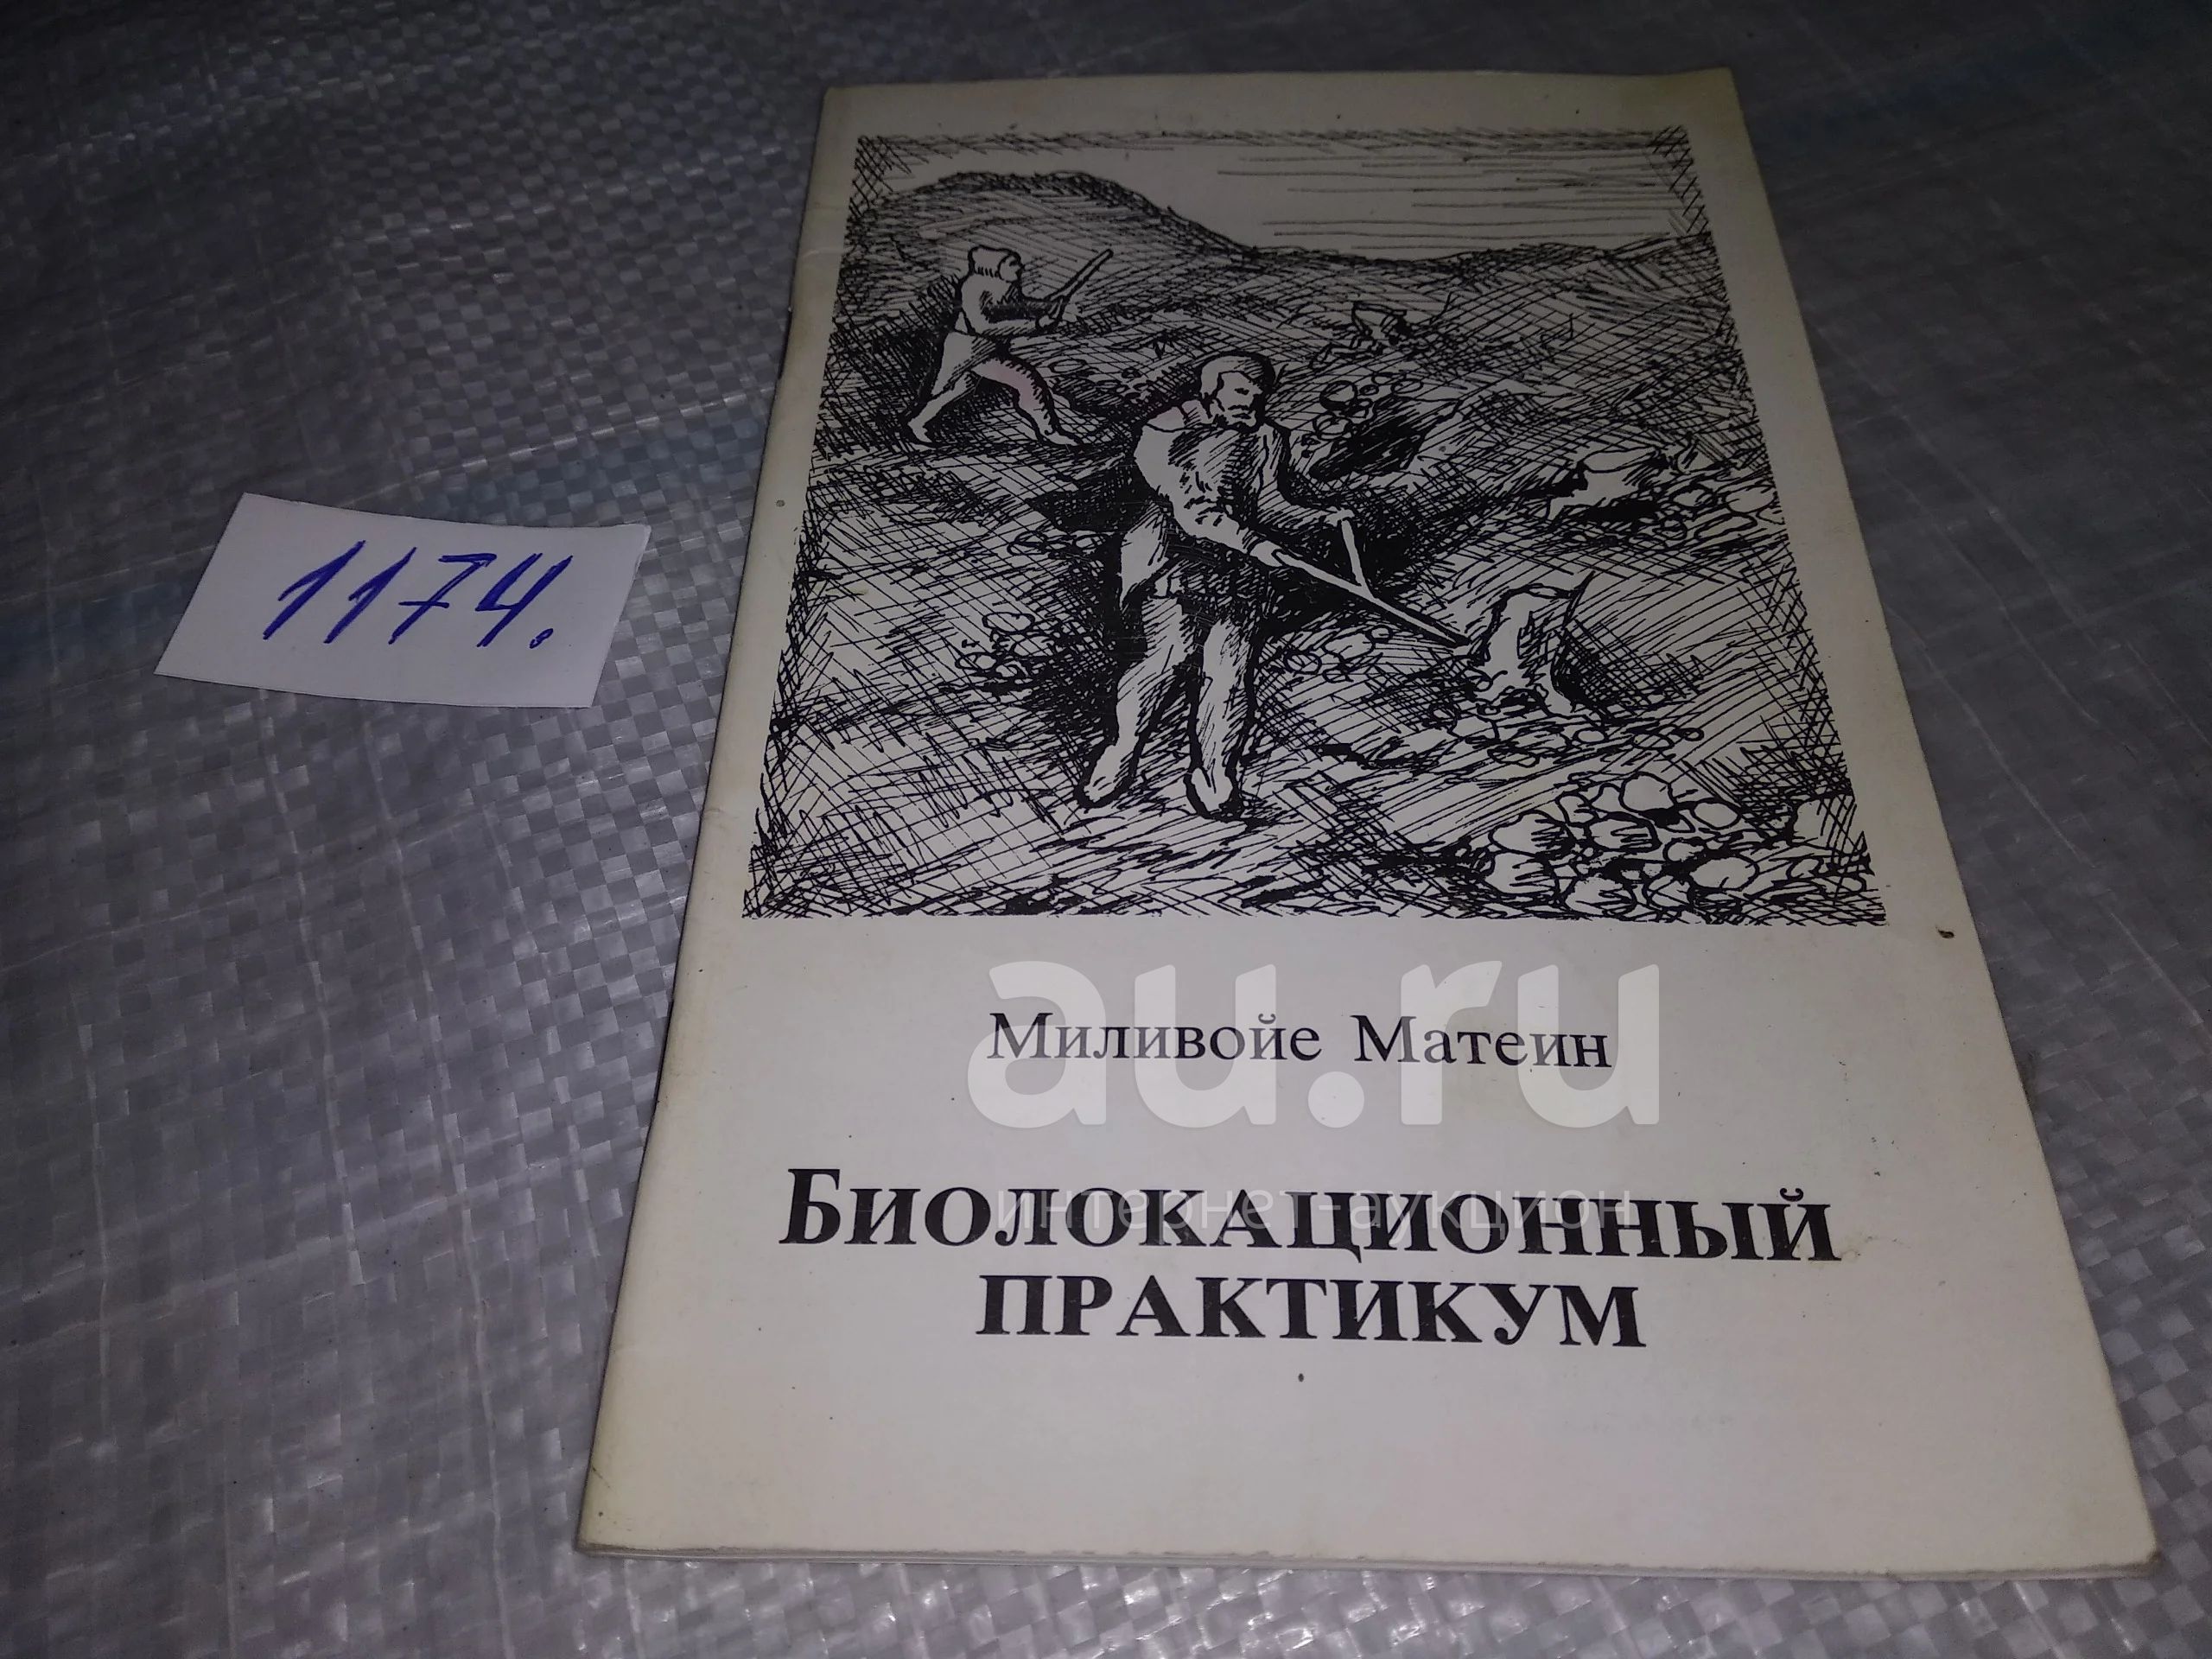 1174.
au.ru
Миливойе Матеин
интернет-аукцион
Биолокационный
практикум